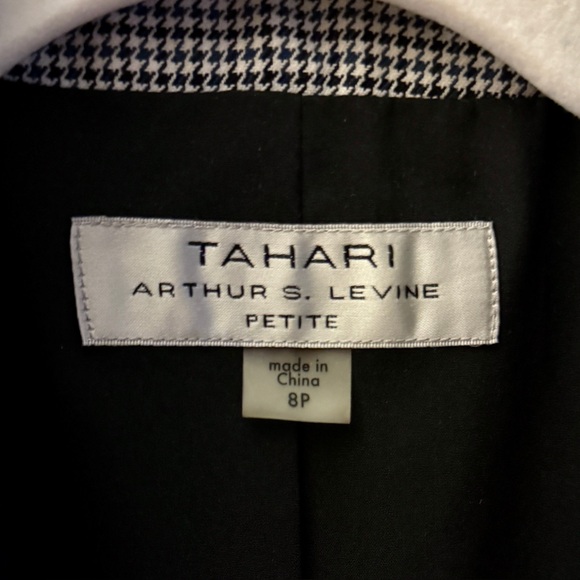 TAHARI
ARTHUR S. LEVINE
PETITE
made in
China
8P